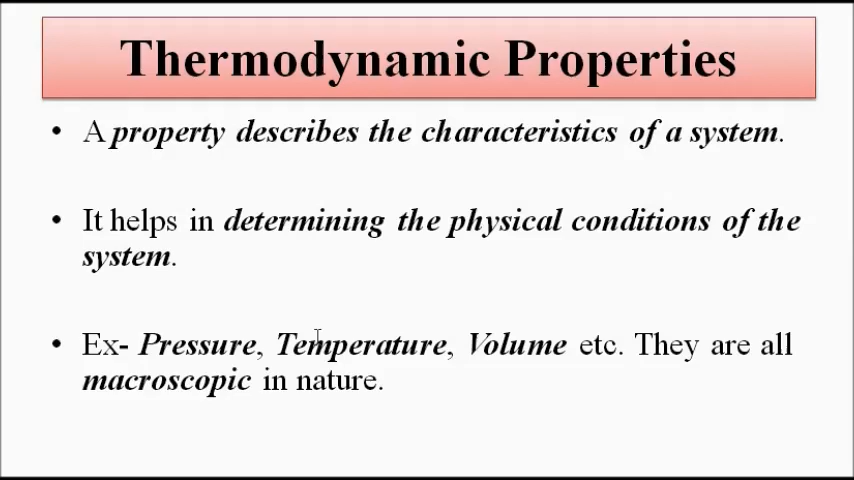 Thermodynamic Properties
• A property describes the characteristics of a system.
• It helps in determining the physical conditions of the
system.
• Ex- Pressure, Temperature, Volume etc. They are all
macroscopic in nature.